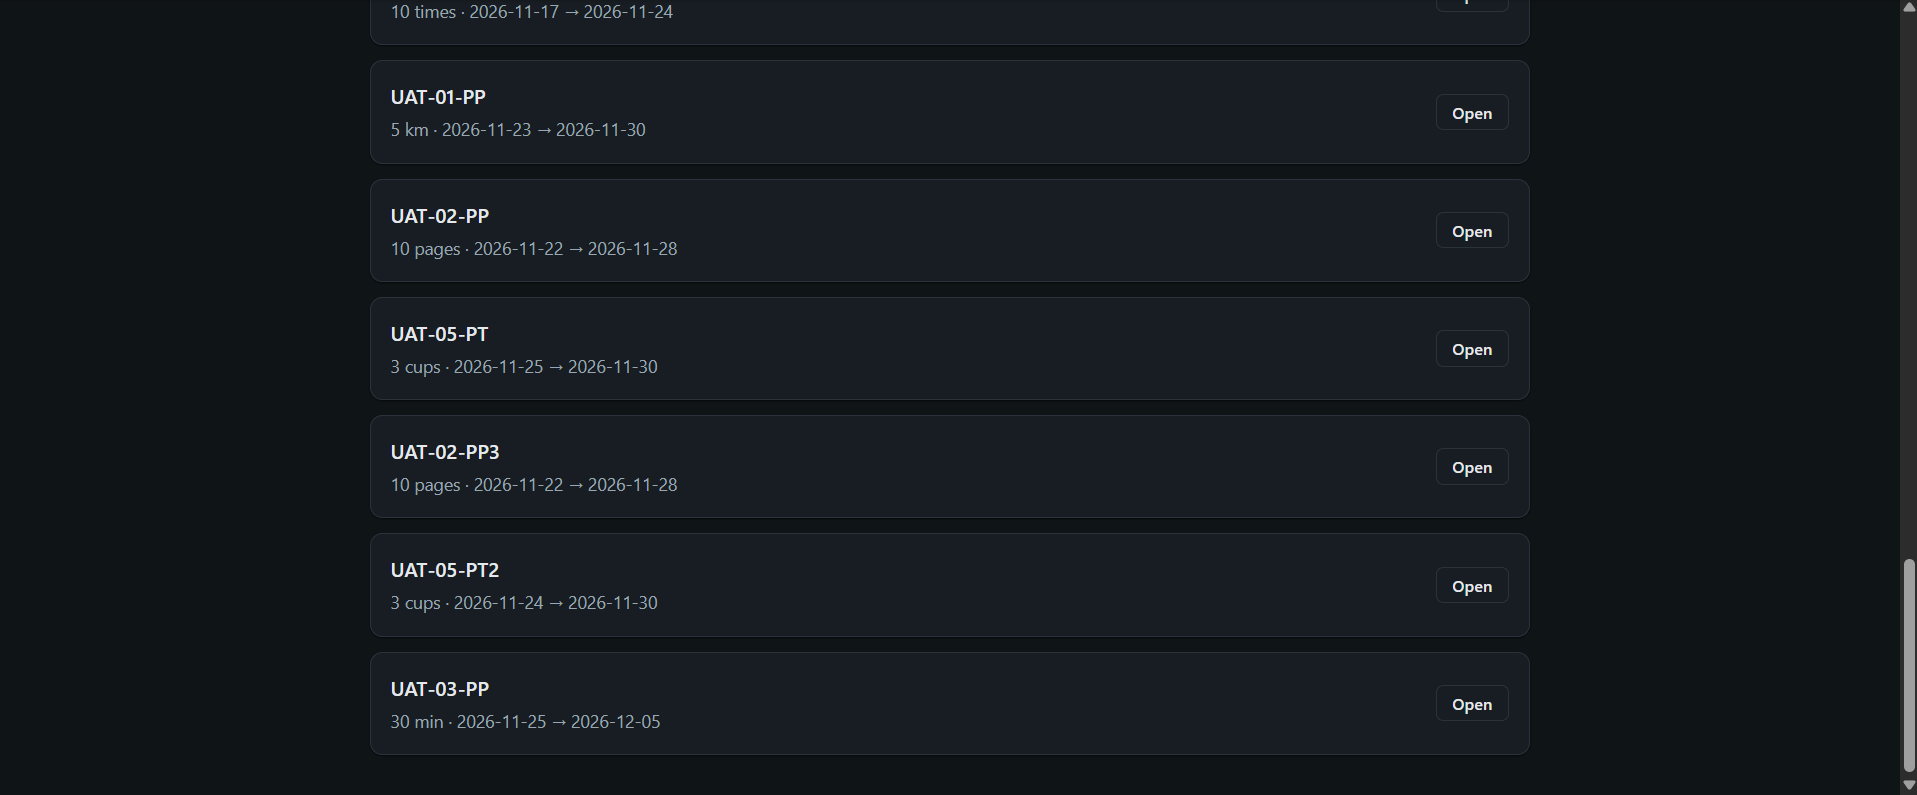 10 times · 2026-11-17 → 2026-11-24
UAT-01-PP
5 km · 2026-11-23 → 2026-11-30
Open
UAT-02-PP
10 pages · 2026-11-22 → 2026-11-28
Open
UAT-05-PT
3 cups · 2026-11-25 → 2026-11-30
Open
UAT-02-PP3
10 pages · 2026-11-22 → 2026-11-28
Open
UAT-05-PT2
3 cups · 2026-11-24 → 2026-11-30
Open
UAT-03-PP
30 min · 2026-11-25 → 2026-12-05
Open